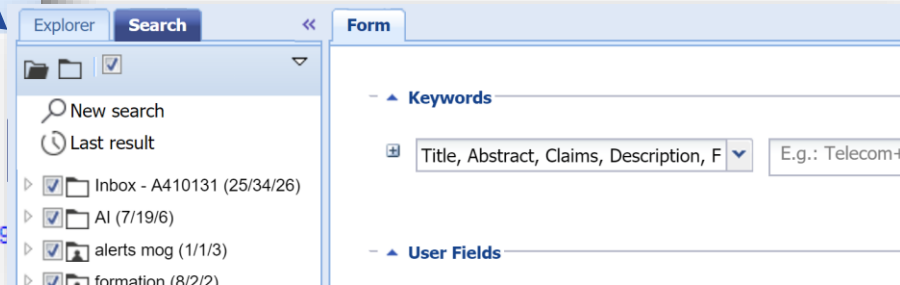 Explorer Search «
Form
New search
Last result
Inbox - A410131 (25/34/26)
AI (7/19/6)
alerts mog (1/1/3)
formation (8/2/2)
Keywords
Title, Abstract, Claims, Description, F
E.g.: Telecom+
User Fields